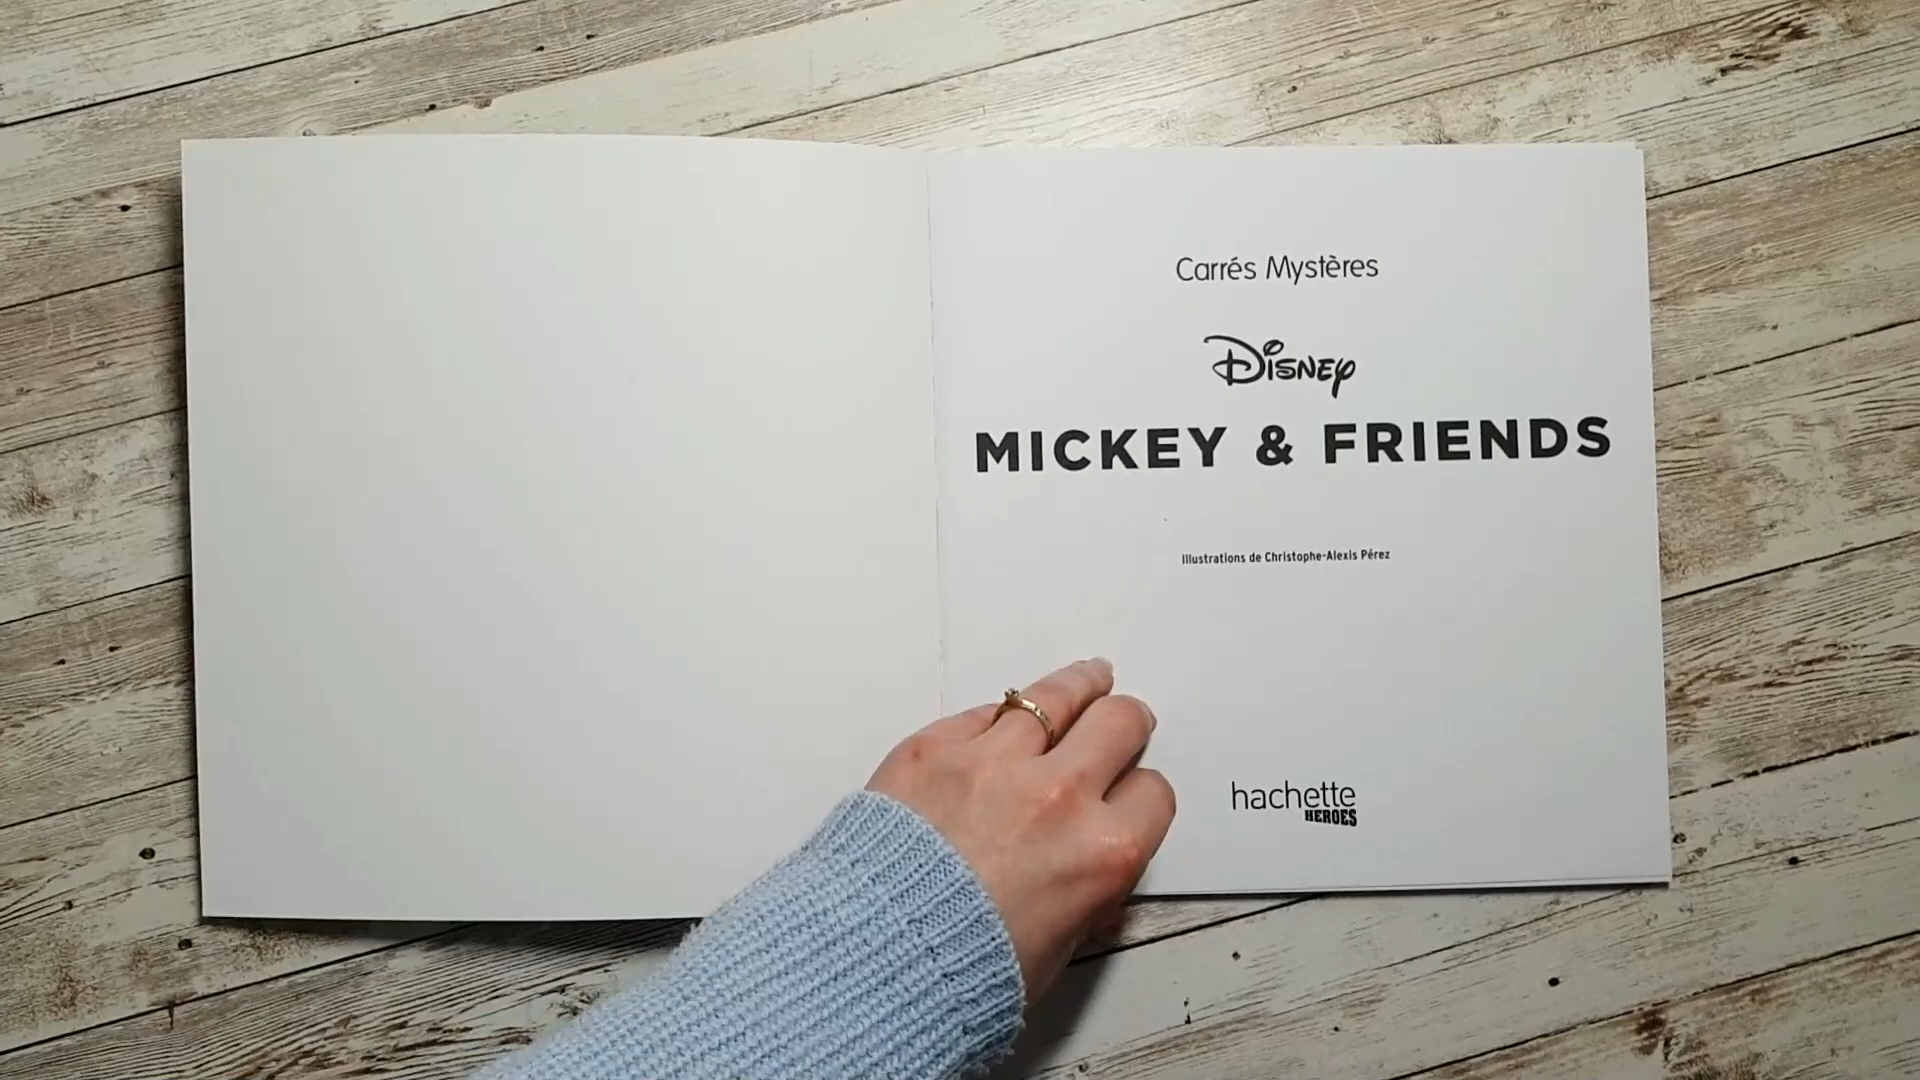 Carrés Mystères
Disney
MICKEY & FRIENDS
Illustrations de Christophe-Alexis Pérez
hachette
HEROES